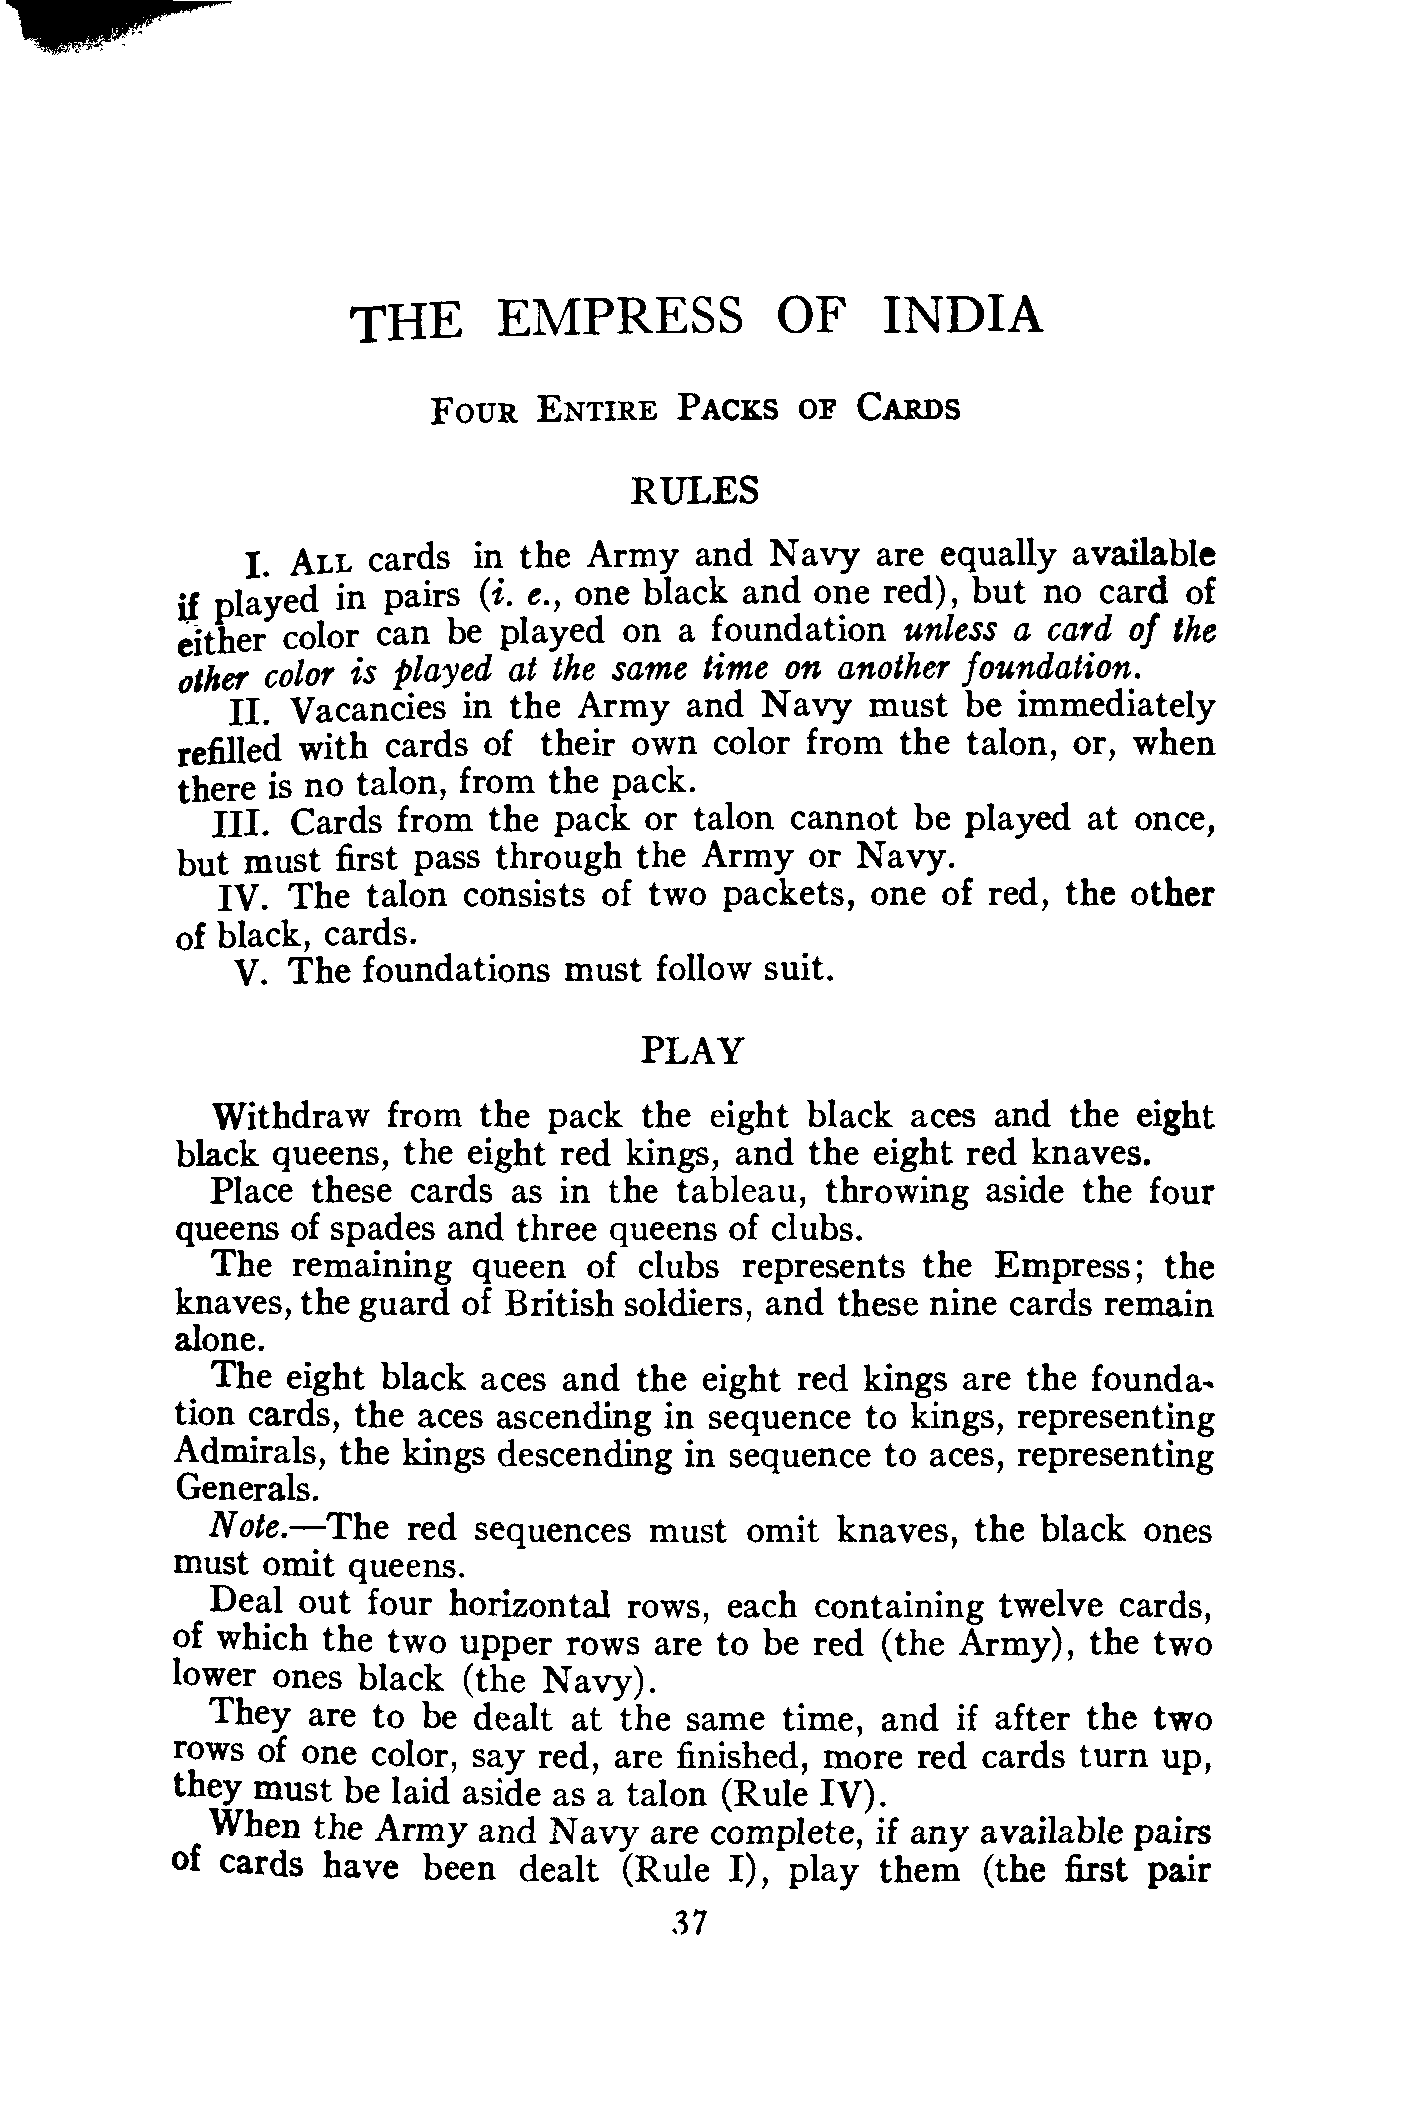 THE EMPRESS OF INDIA
FOUR ENTIRE PACKS OF CARDS
RULES
I. ALL cards in the Army and Navy are equally available
if played in pairs (i. e., one black and one red), but no card of
either color can be played on a foundation unless a card of the
other color is played at the same time on another foundation.
II. Vacancies in the Army and Navy must be immediately
refilled with cards of their own color from the talon, or, when
there is no talon, from the pack.
III. Cards from the pack or talon cannot be played at once,
but must first pass through the Army or Navy.
IV. The talon consists of two packets, one of red, the other
of black, cards.
V. The foundations must follow suit.
PLAY
Withdraw from the pack the eight black aces and the eight
black queens, the eight red kings, and the eight red knaves.
Place these cards as in the tableau, throwing aside the four
queens of spades and three queens of clubs.
The remaining queen of clubs represents the Empress; the
knaves, the guard of British soldiers, and these nine cards remain
alone.
The eight black aces and the eight red kings are the founda-
tion cards, the aces ascending in sequence to kings, representing
Admirals, the kings descending in sequence to aces, representing
Generals.
Note.—The red sequences must omit knaves, the black ones
must omit queens.
Deal out four horizontal rows, each containing twelve cards,
of which the two upper rows are to be red (the Army), the two
lower ones black (the Navy).
They are to be dealt at the same time, and if after the two
rows of one color, say red, are finished, more red cards turn up,
they must be laid aside as a talon (Rule IV).
When the Army and Navy are complete, if any available pairs
of cards have been dealt (Rule I), play them (the first pair
37